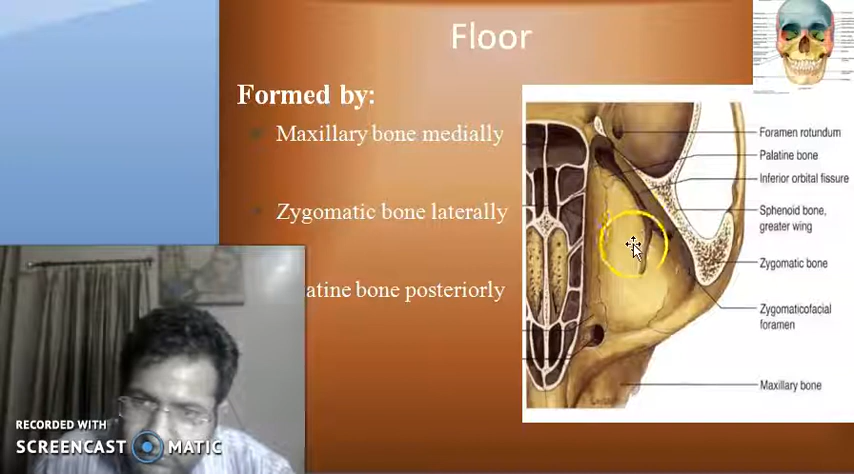 Floor
Formed by:
Maxillary bone medially
Zygomatic bone laterally
atine bone posteriorly
Foramen rotundum
Palatine bone
Inferior orbital fissure
Sphenoid bone,
greater wing
Zygomatic bone
Zygomaticofacial
foramen
Maxillary bone
RECORDED WITH
SCREENCAST MATIC